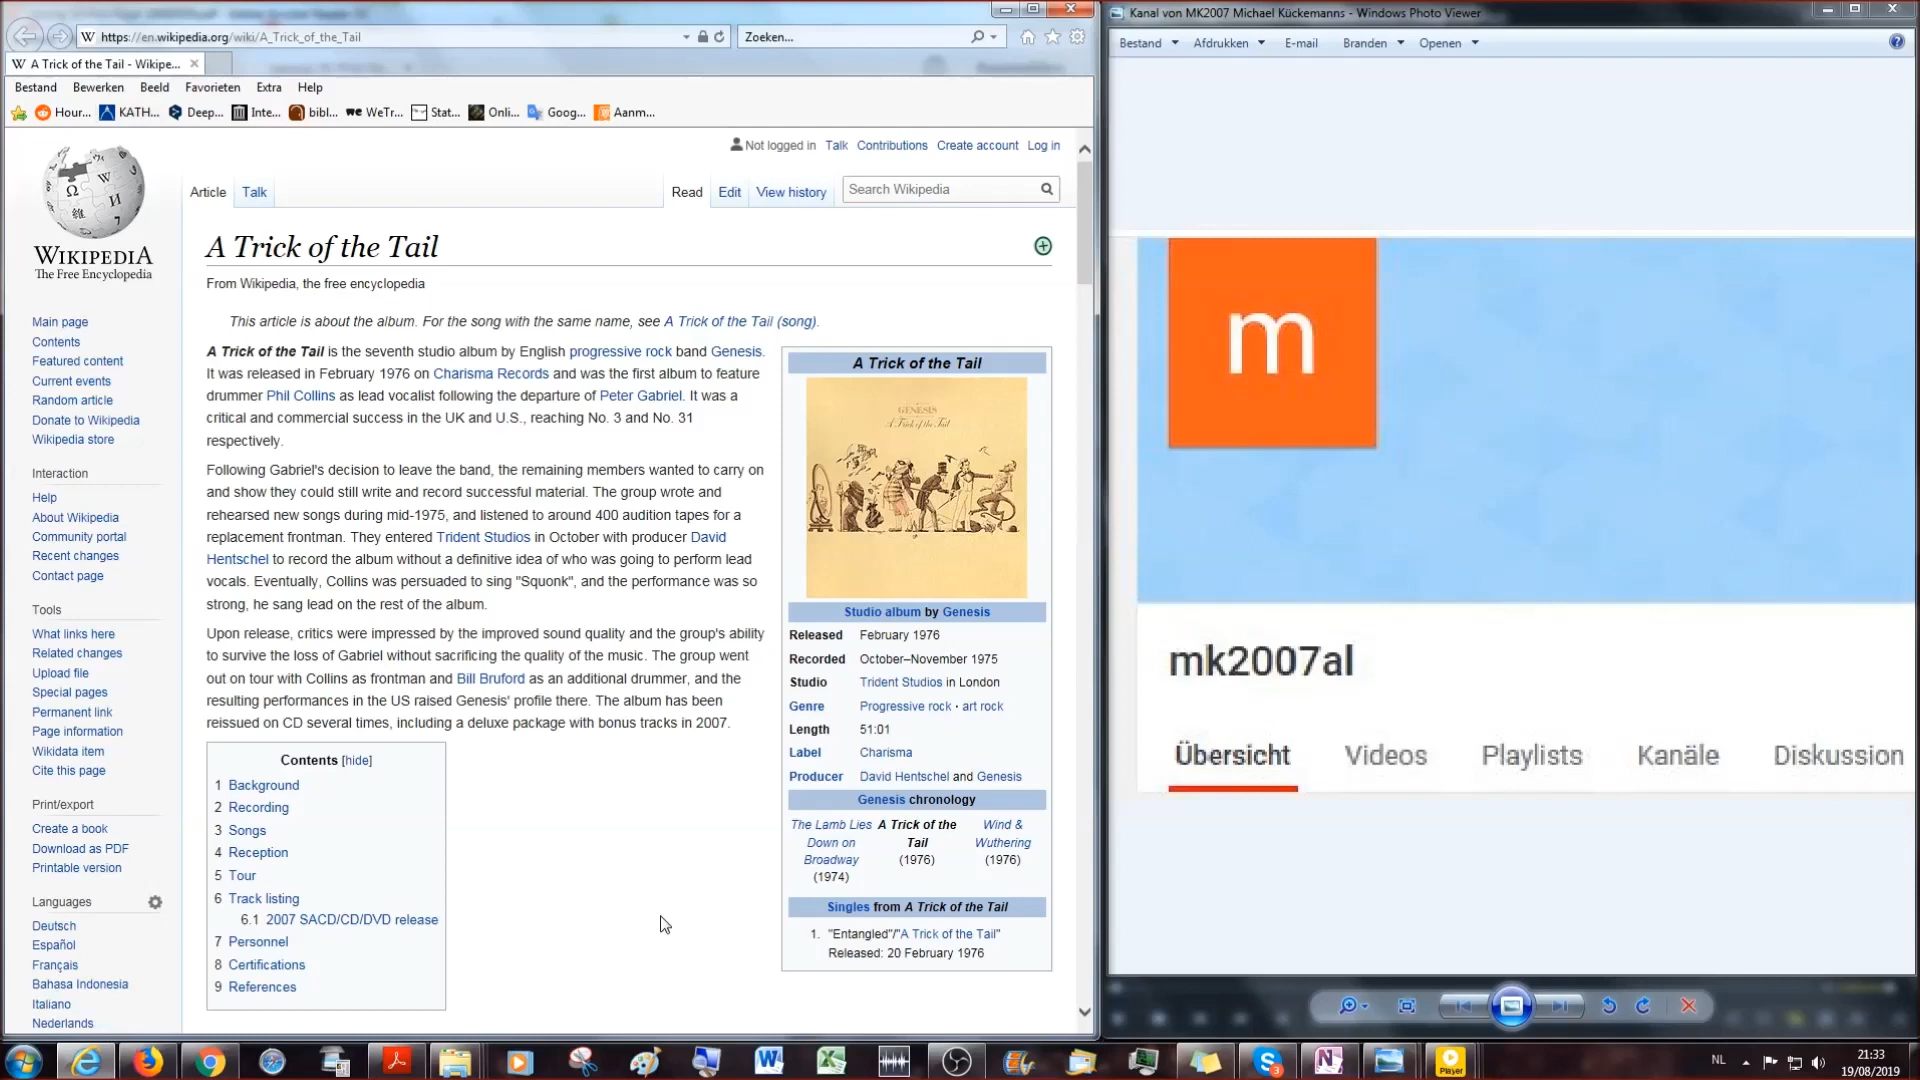 https://en.wikipedia.org/wiki/A_Trick_of_the_Tail
Zoeken...
A Trick of the Tail - Wikipe...
Bestand Bewerken Beeld Favorieten Extra Help
Hour... KATH... Deep... Inte... bibl... WeTr... Stat... Onli... Goog... Aanm...
WIKIPEDIA
The Free Encyclopedia
Main page
Contents
Featured content
Current events
Random article
Donate to Wikipedia
Wikipedia store
Interaction
Help
About Wikipedia
Community portal
Recent changes
Contact page
Tools
What links here
Related changes
Upload file
Special pages
Permanent link
Page information
Wikidata item
Cite this page
Print/export
Create a book
Download as PDF
Printable version
Languages
Deutsch
Español
Français
Bahasa Indonesia
Italiano
Nederlands
Not logged in Talk Contributions Create account Log in
Article Talk Read Edit View history Search Wikipedia
A Trick of the Tail
From Wikipedia, the free encyclopedia
This article is about the album. For the song with the same name, see A Trick of the Tail (song).
A Trick of the Tail is the seventh studio album by English progressive rock band Genesis.
It was released in February 1976 on Charisma Records and was the first album to feature
drummer Phil Collins as lead vocalist following the departure of Peter Gabriel. It was a
critical and commercial success in the UK and U.S., reaching No. 3 and No. 31
respectively.
Following Gabriel's decision to leave the band, the remaining members wanted to carry on
and show they could still write and record successful material. The group wrote and
rehearsed new songs during mid-1975, and listened to around 400 audition tapes for a
replacement frontman. They entered Trident Studios in October with producer David
Hentschel to record the album without a definitive idea of who was going to perform lead
vocals. Eventually, Collins was persuaded to sing "Squonk", and the performance was so
strong, he sang lead on the rest of the album.
Upon release, critics were impressed by the improved sound quality and the group's ability
to survive the loss of Gabriel without sacrificing the quality of the music. The group went
out on tour with Collins as frontman and Bill Bruford as an additional drummer, and the
resulting performances in the US raised Genesis' profile there. The album has been
reissued on CD several times, including a deluxe package with bonus tracks in 2007.
Contents [hide]
1 Background
2 Recording
3 Songs
4 Reception
5 Tour
6 Track listing
6.1 2007 SACD/CD/DVD release
7 Personnel
8 Certifications
9 References
A Trick of the Tail
GENESIS
A Trick of the Tail
Studio album by Genesis
Released February 1976
Recorded October–November 1975
Studio Trident Studios in London
Genre Progressive rock · art rock
Length 51:01
Label Charisma
Producer David Hentschel and Genesis
Genesis chronology
The Lamb Lies Down on Broadway (1974)
A Trick of the Tail (1976)
Wind & Wuthering (1976)
Singles from A Trick of the Tail
1. "Entangled"/"A Trick of the Tail"
Released: 20 February 1976
Kanal von MK2007 Michael Kückemanns - Windows Photo Viewer
Bestand Afdrukken E-mail Branden Openen
m
mk2007al
Übersicht Videos Playlists Kanäle Diskussion
3
Player
NL
21:33
19/08/2019